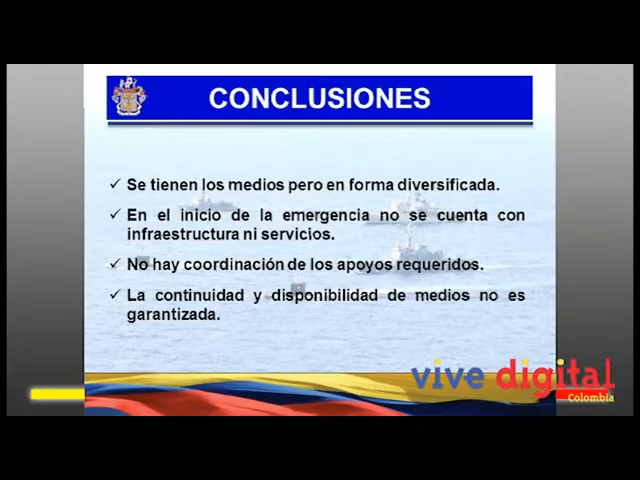 CONCLUSIONES
✓ Se tienen los medios pero en forma diversificada.
✓ En el inicio de la emergencia no se cuenta con
infraestructura ni servicios.
✓ No hay coordinación de los apoyos requeridos.
✓ La continuidad y disponibilidad de medios no es
garantizada.
vive digital
Colombia